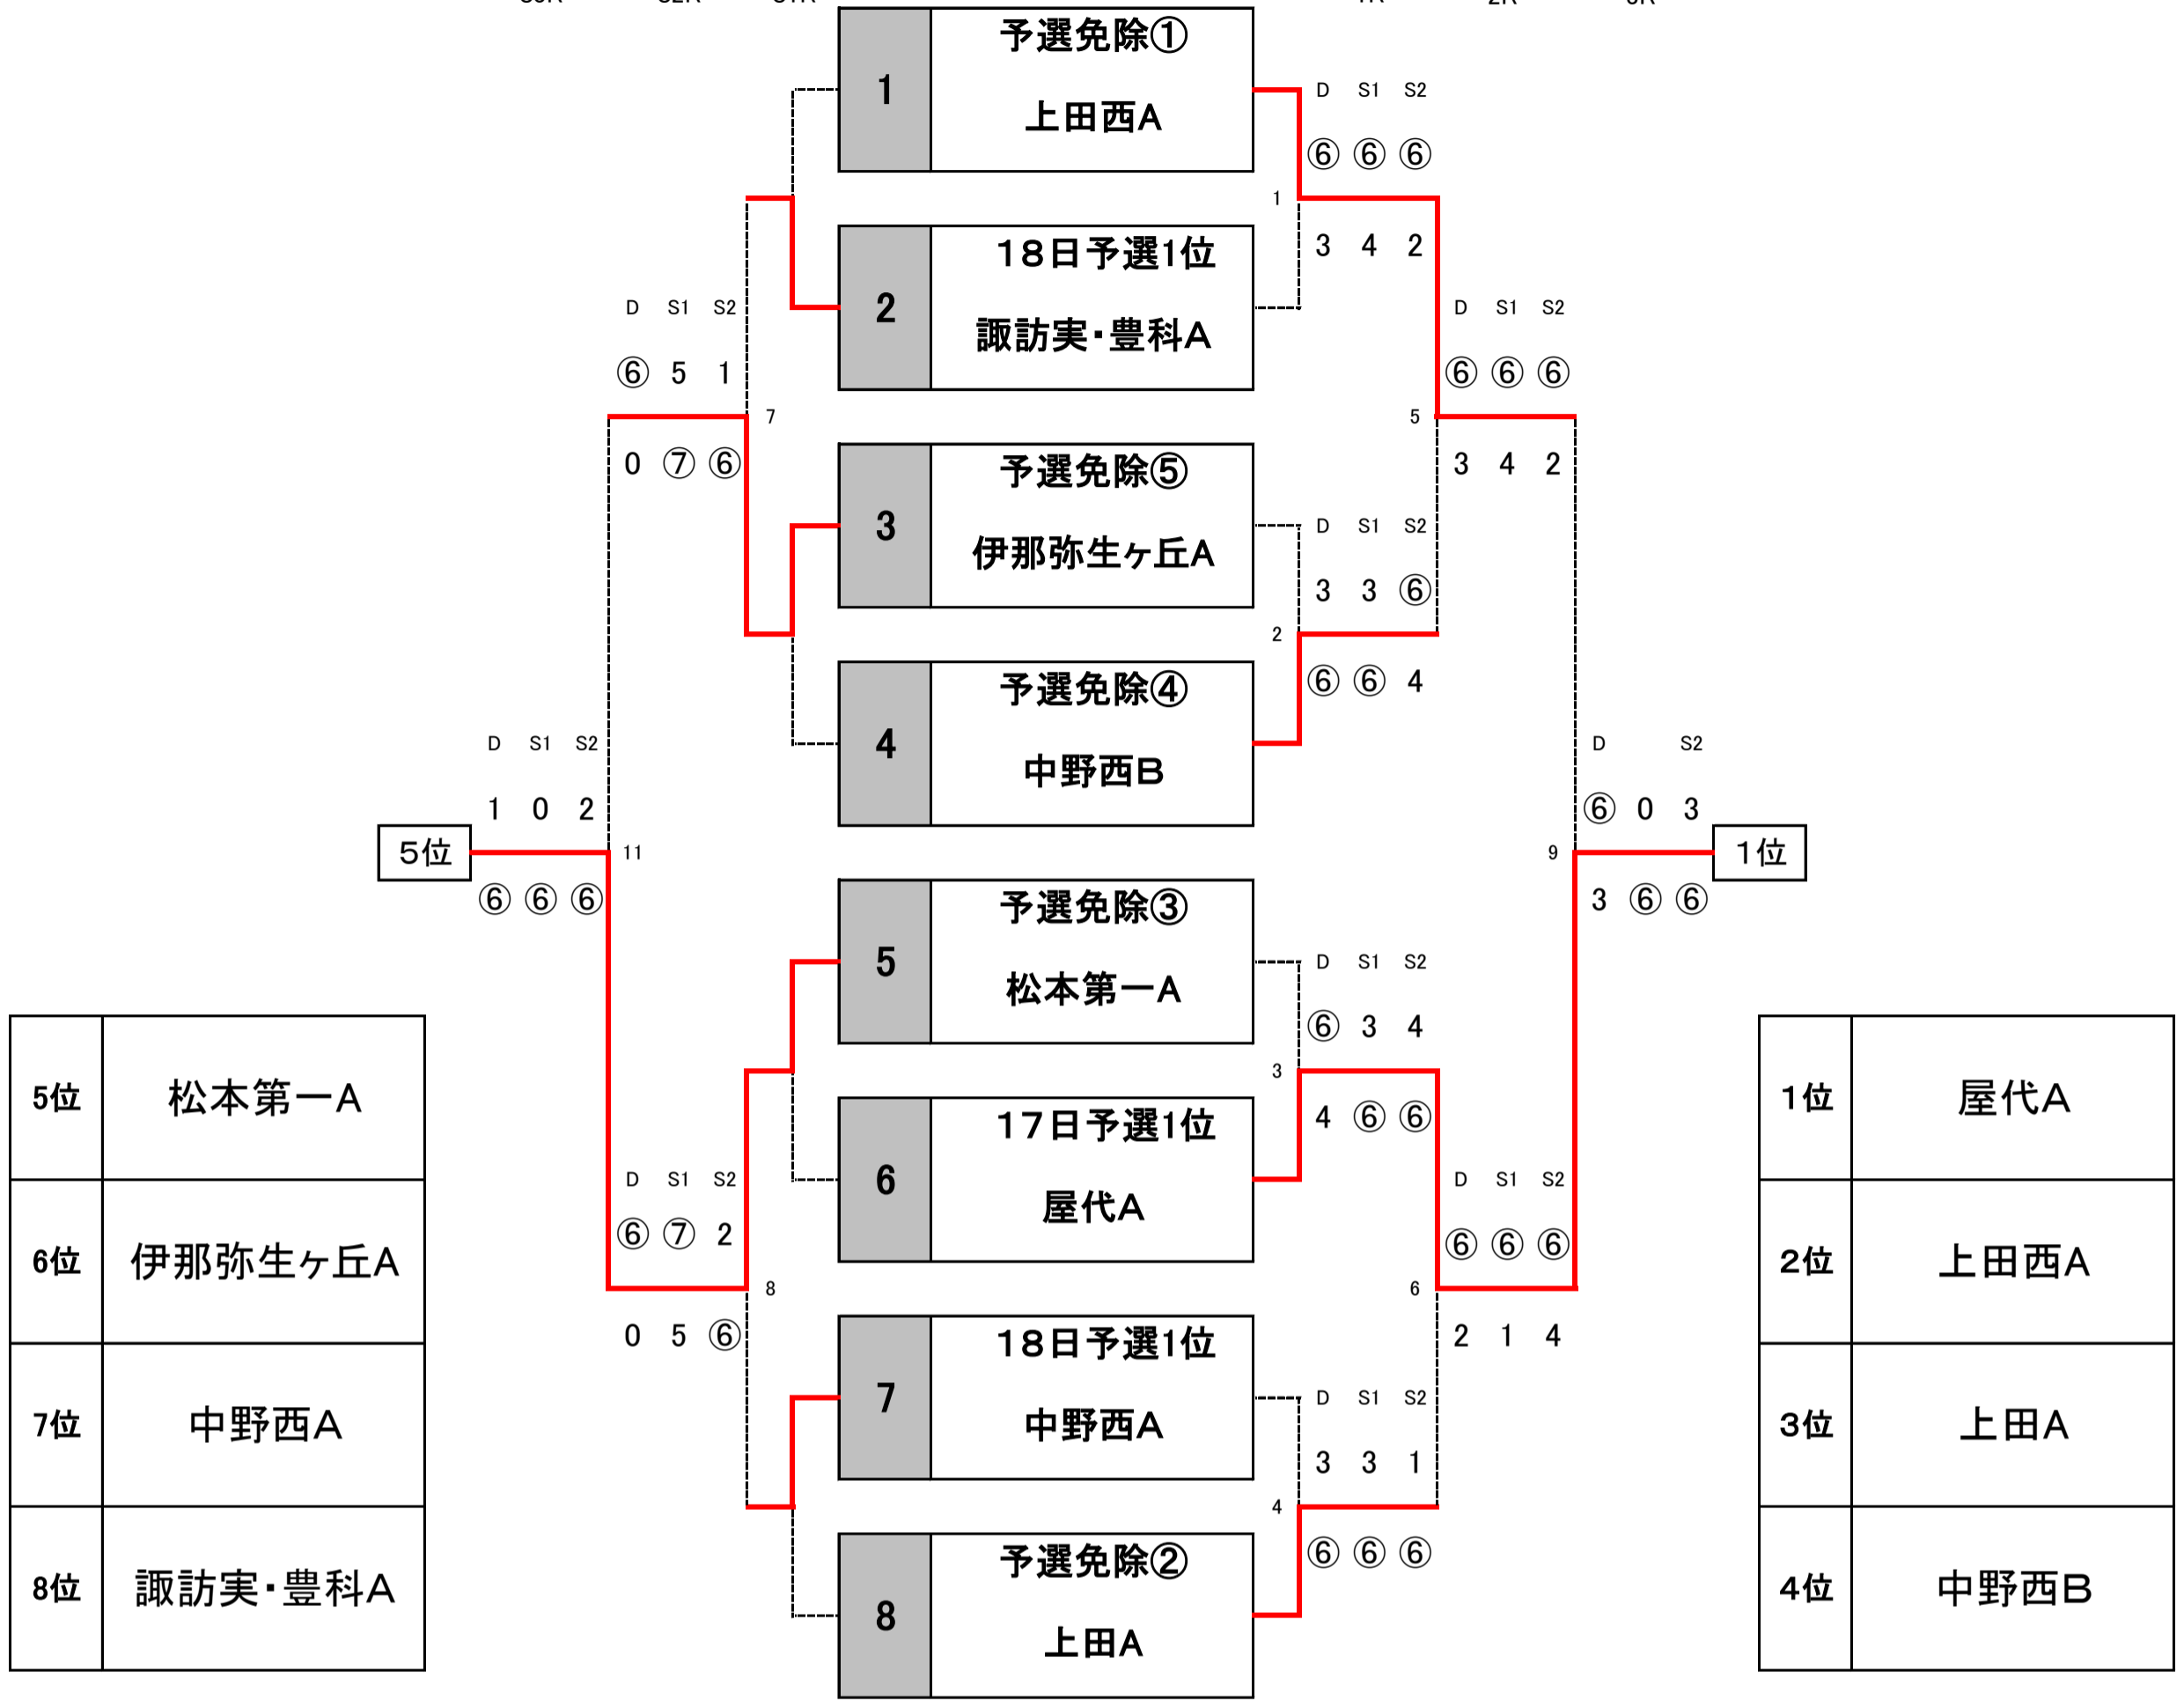 予選免除①
1
上田西A
D S1 S2
⑥ ⑥ ⑥
1
3 4 2
18日予選1位
2
諏訪実・豊科A
D S1 S2
⑥ 5 1
7
0 ⑦ ⑥
D S1 S2
⑥ ⑥ ⑥
5
3 4 2
予選免除⑤
3
伊那弥生ヶ丘A
D S1 S2
3 3 ⑥
2
⑥ ⑥ 4
予選免除④
4
中野西B
D S1 S2
1 0 2
5位
11
⑥ ⑥ ⑥
D S2
⑥ 0 3
9
1位
3 ⑥ ⑥
予選免除③
5
松本第一A
D S1 S2
⑥ 3 4
3
4 ⑥ ⑥
17日予選1位
6
屋代A
D S1 S2
⑥ ⑦ 2
8
0 5 ⑥
D S1 S2
⑥ ⑥ ⑥
6
2 1 4
18日予選1位
7
中野西A
D S1 S2
3 3 1
4
⑥ ⑥ ⑥
予選免除②
8
上田A
5位 松本第一A
6位 伊那弥生ヶ丘A
7位 中野西A
8位 諏訪実・豊科A
1位 屋代A
2位 上田西A
3位 上田A
4位 中野西B